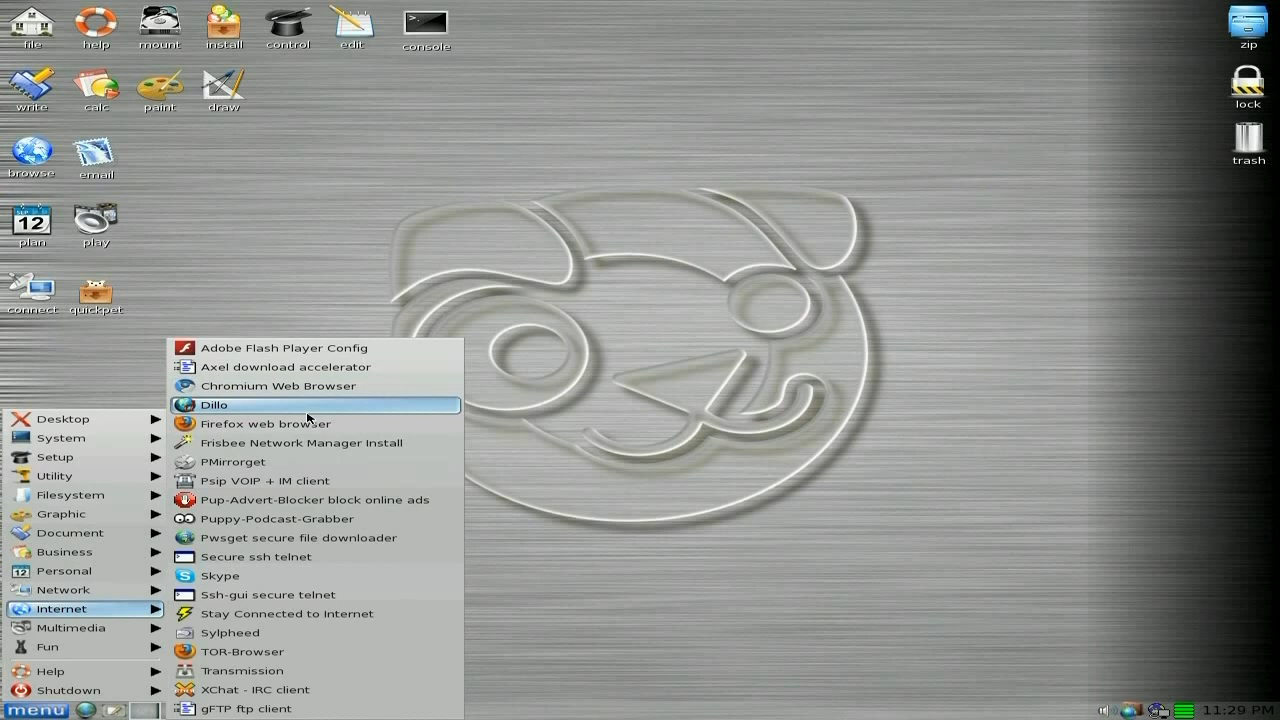 file help mount install control edit console
write calc paint draw
browse email
SEP 12
plan play
connect quickpet
zip
lock
trash
Desktop
System
Setup
Utility
Filesystem
Graphic
Document
Business
Personal
Network
Internet
Multimedia
Fun
Help
Shutdown
Adobe Flash Player Config
Axel download accelerator
Chromium Web Browser
Dillo
Firefox web browser
Frisbee Network Manager Install
PMirrorget
Psip VOIP + IM client
Pup-Advert-Blocker block online ads
Puppy-Podcast-Grabber
Pwsget secure file downloader
Secure ssh telnet
Skype
Ssh-gui secure telnet
Stay Connected to Internet
Sylpheed
TOR-Browser
Transmission
XChat - IRC client
gFTP ftp client
menu 11:29 PM